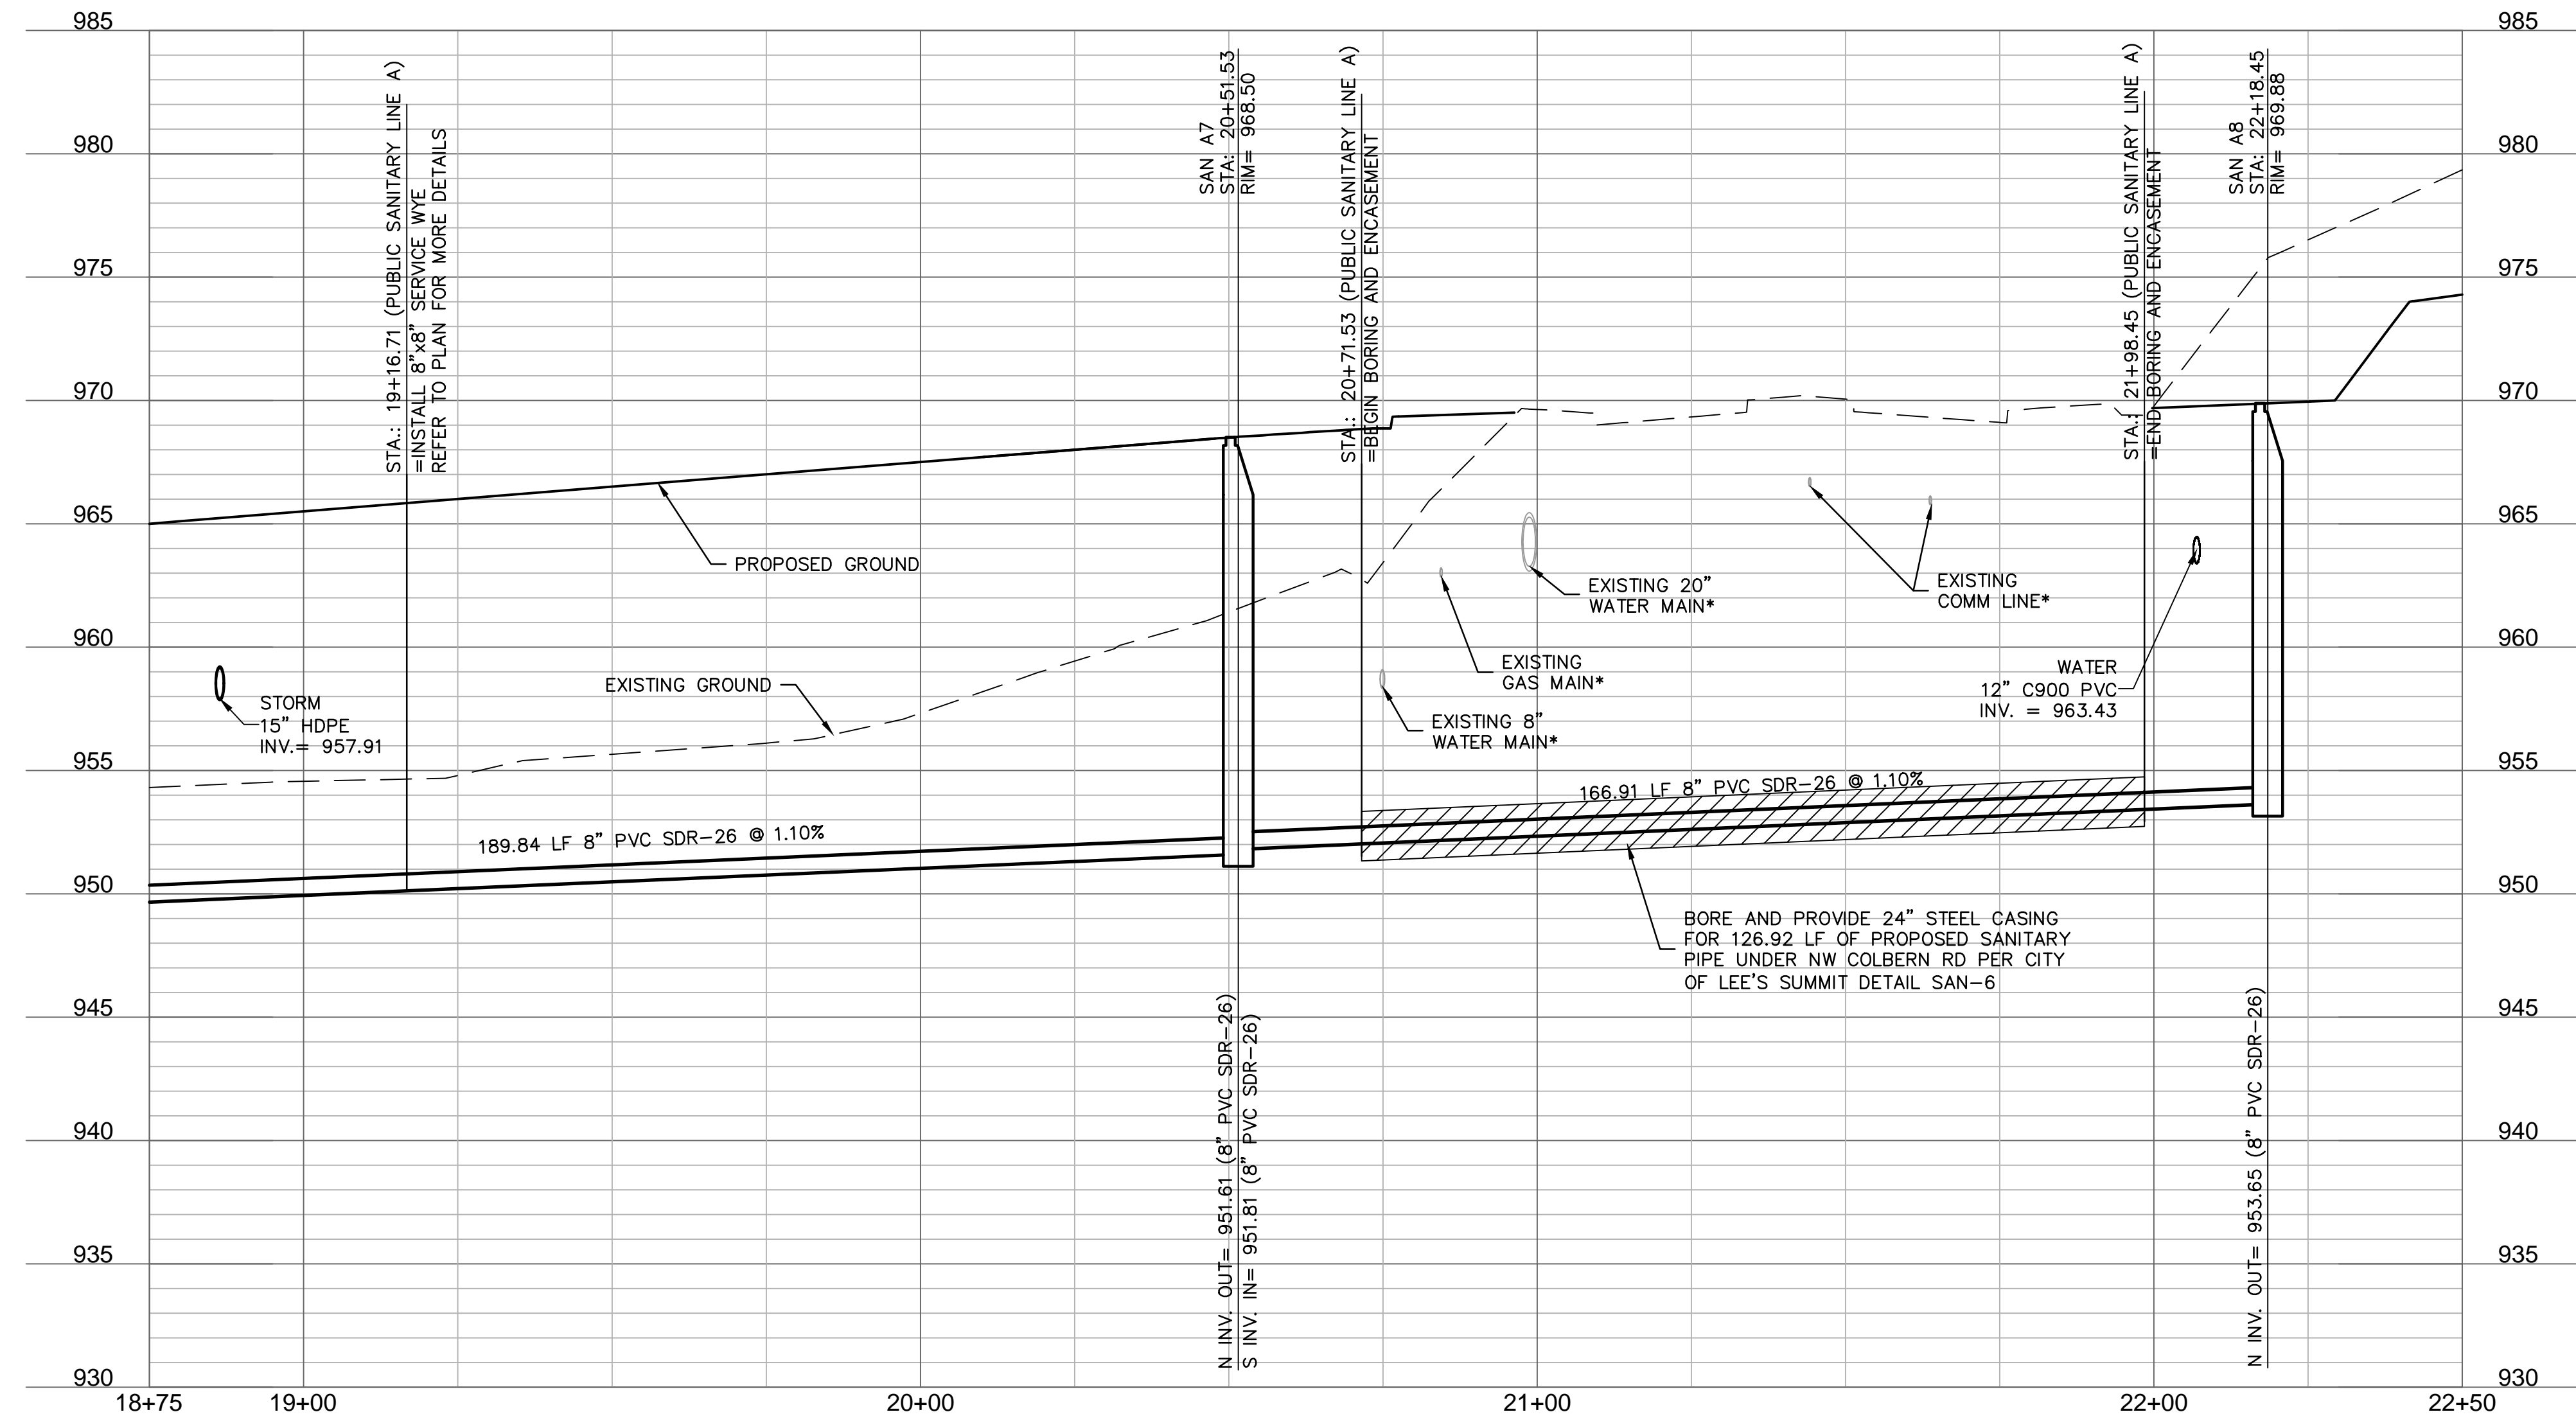 985
980
975
970
965
960
955
950
945
940
935
930
STA.: 19+16.71 (PUBLIC SANITARY LINE A)
=INSTALL 8"x8" SERVICE WYE
REFER TO PLAN FOR MORE DETAILS
SAN A7
STA: 20+51.53
RIM= 968.50
STA.: 20+71.53 (PUBLIC SANITARY LINE A)
=BEGIN BORING AND ENCASEMENT
STA.: 21+98.45 (PUBLIC SANITARY LINE A)
=END BORING AND ENCASEMENT
SAN A8
STA: 22+18.45
RIM= 969.88
PROPOSED GROUND
EXISTING GROUND
STORM
15" HDPE
INV.= 957.91
EXISTING 20"
WATER MAIN*
EXISTING
COMM LINE*
EXISTING
GAS MAIN*
EXISTING 8"
WATER MAIN*
WATER
12" C900 PVC
INV. = 963.43
189.84 LF 8" PVC SDR-26 @ 1.10%
166.91 LF 8" PVC SDR-26 @ 1.10%
BORE AND PROVIDE 24" STEEL CASING
FOR 126.92 LF OF PROPOSED SANITARY
PIPE UNDER NW COLBERN RD PER CITY
OF LEE'S SUMMIT DETAIL SAN-6
N INV. OUT= 951.61 (8" PVC SDR-26)
S INV. IN= 951.81 (8" PVC SDR-26)
N INV. OUT= 953.65 (8" PVC SDR-26)
985
980
975
970
965
960
955
950
945
940
935
930
18+75
19+00
20+00
21+00
22+00
22+50